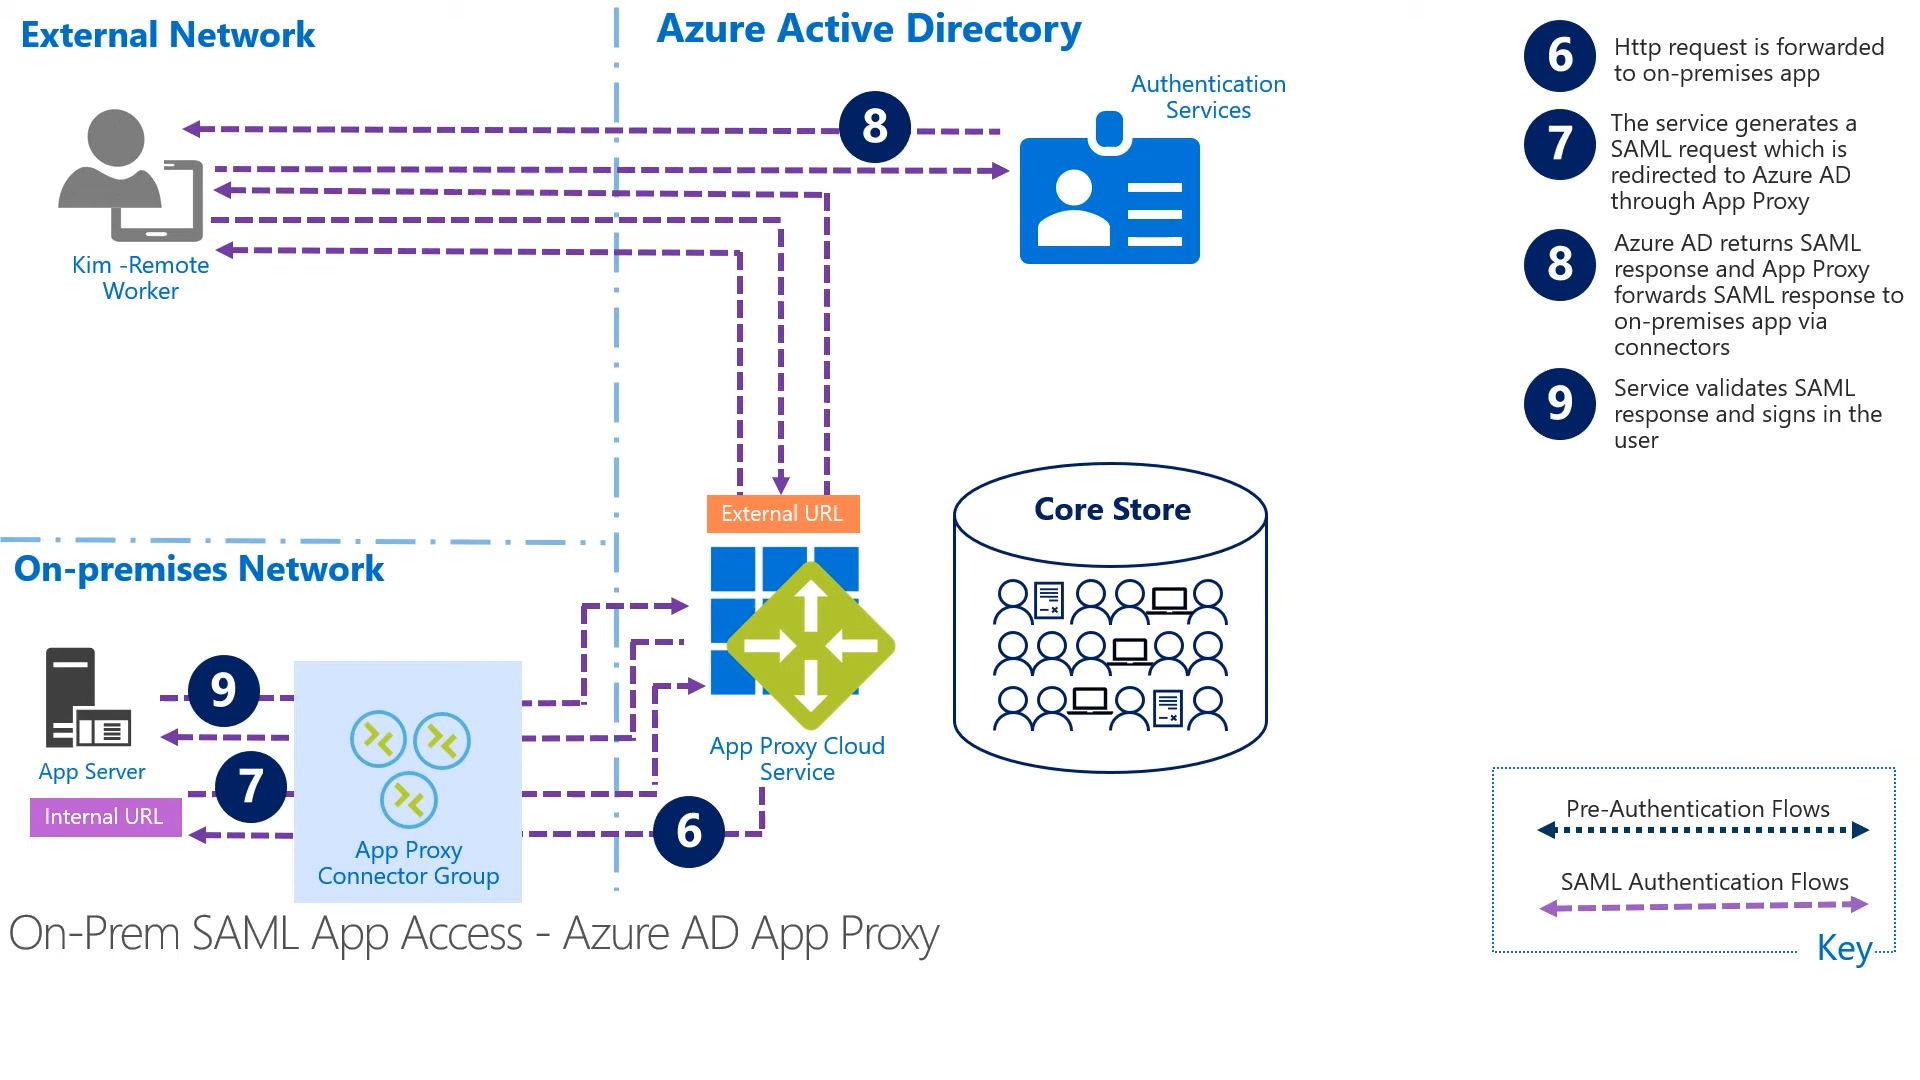 External Network
Azure Active Directory
Authentication
Services
8
Kim -Remote
Worker
External URL
Core Store
On-premises Network
9
App Server
7
Internal URL
App Proxy
Connector Group
App Proxy Cloud
Service
6
On-Prem SAML App Access - Azure AD App Proxy
6
Http request is forwarded
to on-premises app
7
The service generates a
SAML request which is
redirected to Azure AD
through App Proxy
8
Azure AD returns SAML
response and App Proxy
forwards SAML response to
on-premises app via
connectors
9
Service validates SAML
response and signs in the
user
Pre-Authentication Flows
SAML Authentication Flows
Key